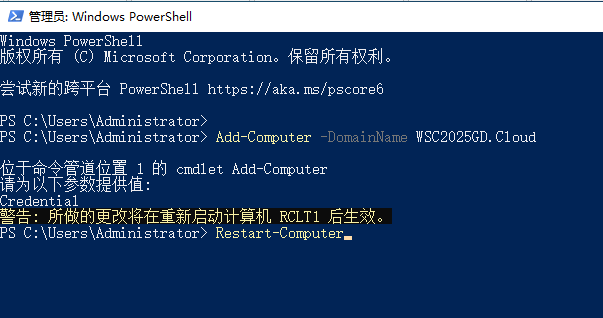 管理员: Windows PowerShell
Windows PowerShell
版权所有 (C) Microsoft Corporation。保留所有权利。
尝试新的跨平台 PowerShell https://aka.ms/pscore6
PS C:\Users\Administrator>
PS C:\Users\Administrator> Add-Computer -DomainName WSC2025GD.Cloud
位于命令管道位置 1 的 cmdlet Add-Computer
请为以下参数提供值:
Credential
警告: 所做的更改将在重新启动计算机 RCLT1 后生效。
PS C:\Users\Administrator> Restart-Computer